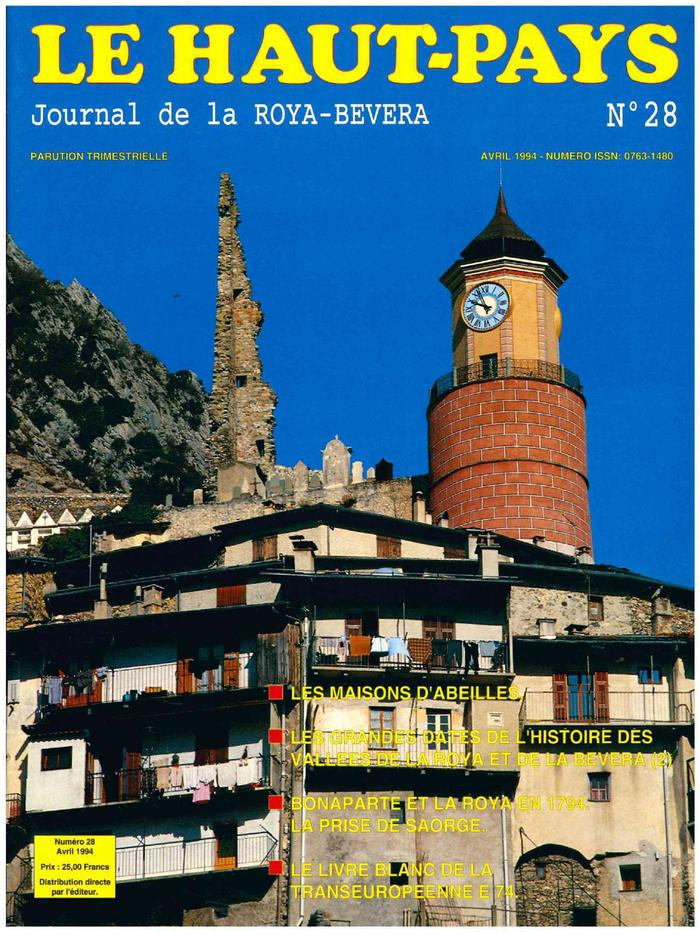 LE HAUT-PAYS
Journal de la ROYA-BEVERA
N°28
PARUTION TRIMESTRIELLE
AVRIL 1994 - NUMERO ISSN: 0763-1480
LES MAISONS D'ABEILLES.
LES GRANDES DATES DE L'HISTOIRE DES
VALLEES DE LA ROYA ET DE LA BEVERA (2)
BONAPARTE ET LA ROYA EN 1794.
LA PRISE DE SAORGE.
LE LIVRE BLANC DE LA
TRANSEUROPEENNE E 74.
Numéro 28
Avril 1994
Prix : 25,00 Francs
Distribution directe
par l'éditeur.